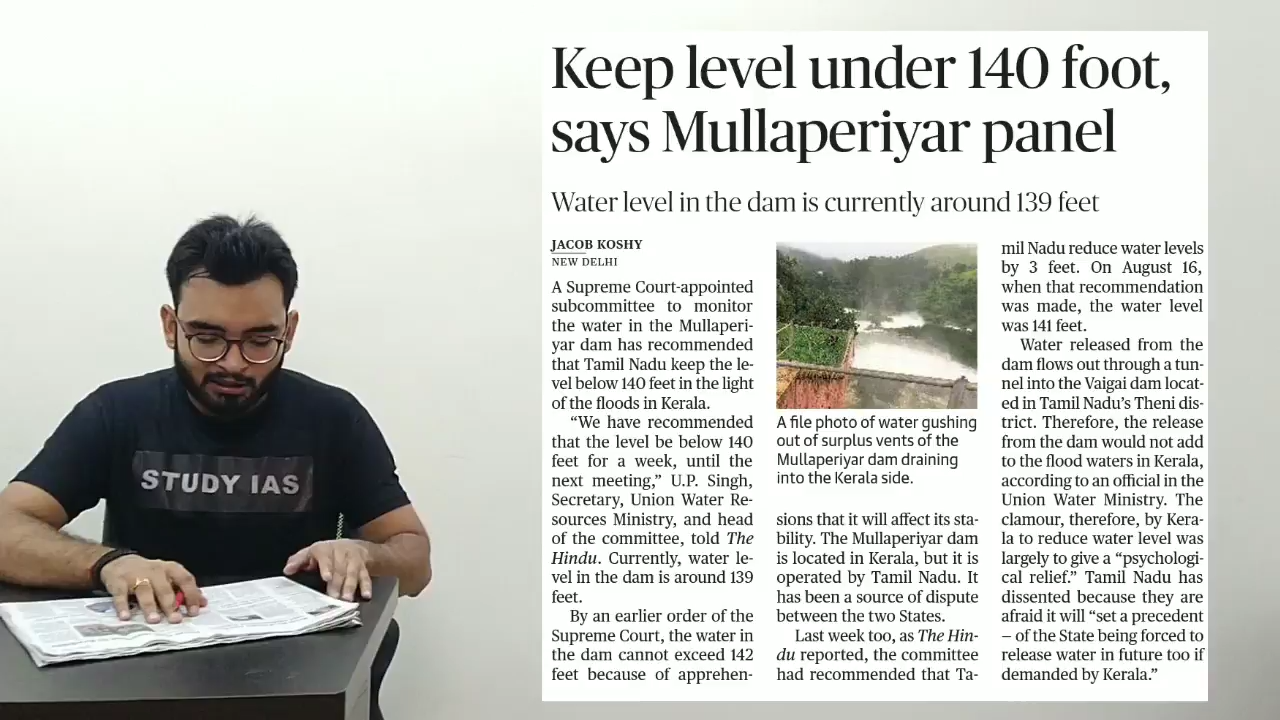 STUDY IAS
Keep level under 140 foot,
says Mullaperiyar panel
Water level in the dam is currently around 139 feet
JACOB KOSHY
NEW DELHI
A Supreme Court-appointed
subcommittee to monitor
the water in the Mullaperi-
yar dam has recommended
that Tamil Nadu keep the le-
vel below 140 feet in the light
of the floods in Kerala.
“We have recommended
that the level be below 140
feet for a week, until the
next meeting,” U.P. Singh,
Secretary, Union Water Re-
sources Ministry, and head
of the committee, told The
Hindu. Currently, water le-
vel in the dam is around 139
feet.
By an earlier order of the
Supreme Court, the water in
the dam cannot exceed 142
feet because of apprehen-
A file photo of water gushing
out of surplus vents of the
Mullaperiyar dam draining
into the Kerala side.
sions that it will affect its sta-
bility. The Mullaperiyar dam
is located in Kerala, but it is
operated by Tamil Nadu. It
has been a source of dispute
between the two States.
Last week too, as The Hin-
du reported, the committee
had recommended that Ta-
mil Nadu reduce water levels
by 3 feet. On August 16,
when that recommendation
was made, the water level
was 141 feet.
Water released from the
dam flows out through a tun-
nel into the Vaigai dam locat-
ed in Tamil Nadu’s Theni dis-
trict. Therefore, the release
from the dam would not add
to the flood waters in Kerala,
according to an official in the
Union Water Ministry. The
clamour, therefore, by Kera-
la to reduce water level was
largely to give a “psychologi-
cal relief.” Tamil Nadu has
dissented because they are
afraid it will “set a precedent
– of the State being forced to
release water in future too if
demanded by Kerala.”